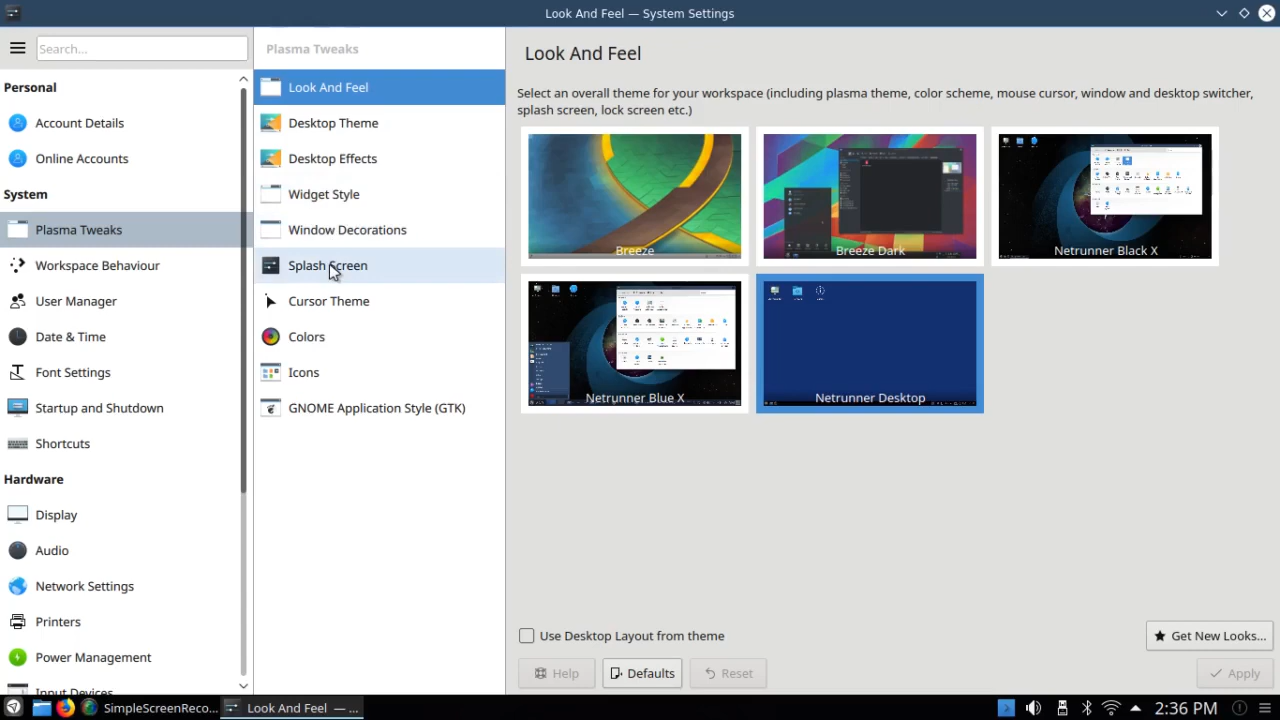 Look And Feel — System Settings
Search...
Personal
Account Details
Online Accounts
System
Plasma Tweaks
Workspace Behaviour
User Manager
Date & Time
Font Settings
Startup and Shutdown
Shortcuts
Hardware
Display
Audio
Network Settings
Printers
Power Management
Input Devices
Plasma Tweaks
Look And Feel
Desktop Theme
Desktop Effects
Widget Style
Window Decorations
Splash Screen
Cursor Theme
Colors
Icons
GNOME Application Style (GTK)
Look And Feel
Select an overall theme for your workspace (including plasma theme, color scheme, mouse cursor, window and desktop switcher,
splash screen, lock screen etc.)
Breeze
Breeze Dark
Netrunner Black X
Netrunner Blue X
Netrunner Desktop
Use Desktop Layout from theme
Get New Looks...
Help
Defaults
Reset
Apply
SimpleScreenReco...
Look And Feel — ...
2:36 PM